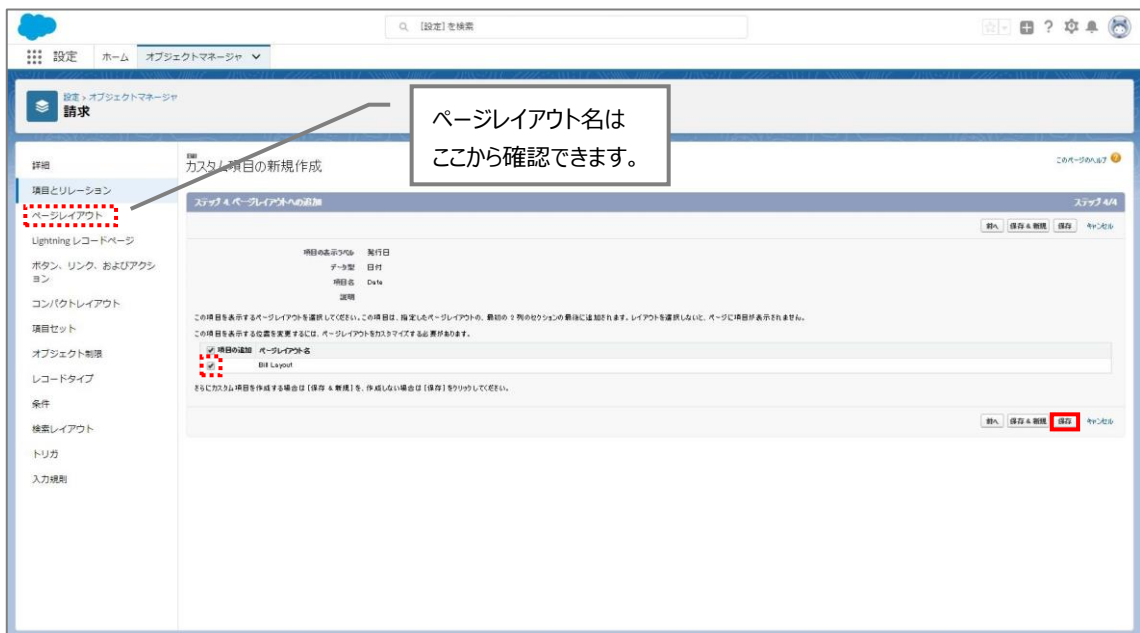 [設定] を検索
設定
ホーム
オブジェクトマネージャ
設定 > オブジェクトマネージャ
請求
ページレイアウト名は
ここから確認できます。
詳細
項目とリレーション
ページレイアウト
Lightning レコードページ
ボタン、リンク、およびアクシ
ョン
コンパクトレイアウト
項目セット
オブジェクト制限
レコードタイプ
条件
検索レイアウト
トリガ
入力規則
請求
カスタム項目の新規作成
このページのヘルプ
ステップ 4. ページレイアウトへの追加
ステップ 4/4
前へ 保存 & 新規 保存 キャンセル
項目の表示ラベル 発行日
データ型 日付
項目名 Date
説明
この項目を表示するページレイアウトを選択してください。この項目は、指定したページレイアウトの、最初の 2 列のセクションの最後に追加されます。レイアウトを選択しないと、ページに項目が表示されません。
この項目を表示する位置を変更するには、ページレイアウトをカスタマイズする必要があります。
項目の追加 ページレイアウト名
Bill Layout
さらにカスタム項目を作成する場合は [保存 & 新規] を、作成しない場合は [保存] をクリックしてください。
前へ 保存 & 新規 保存 キャンセル